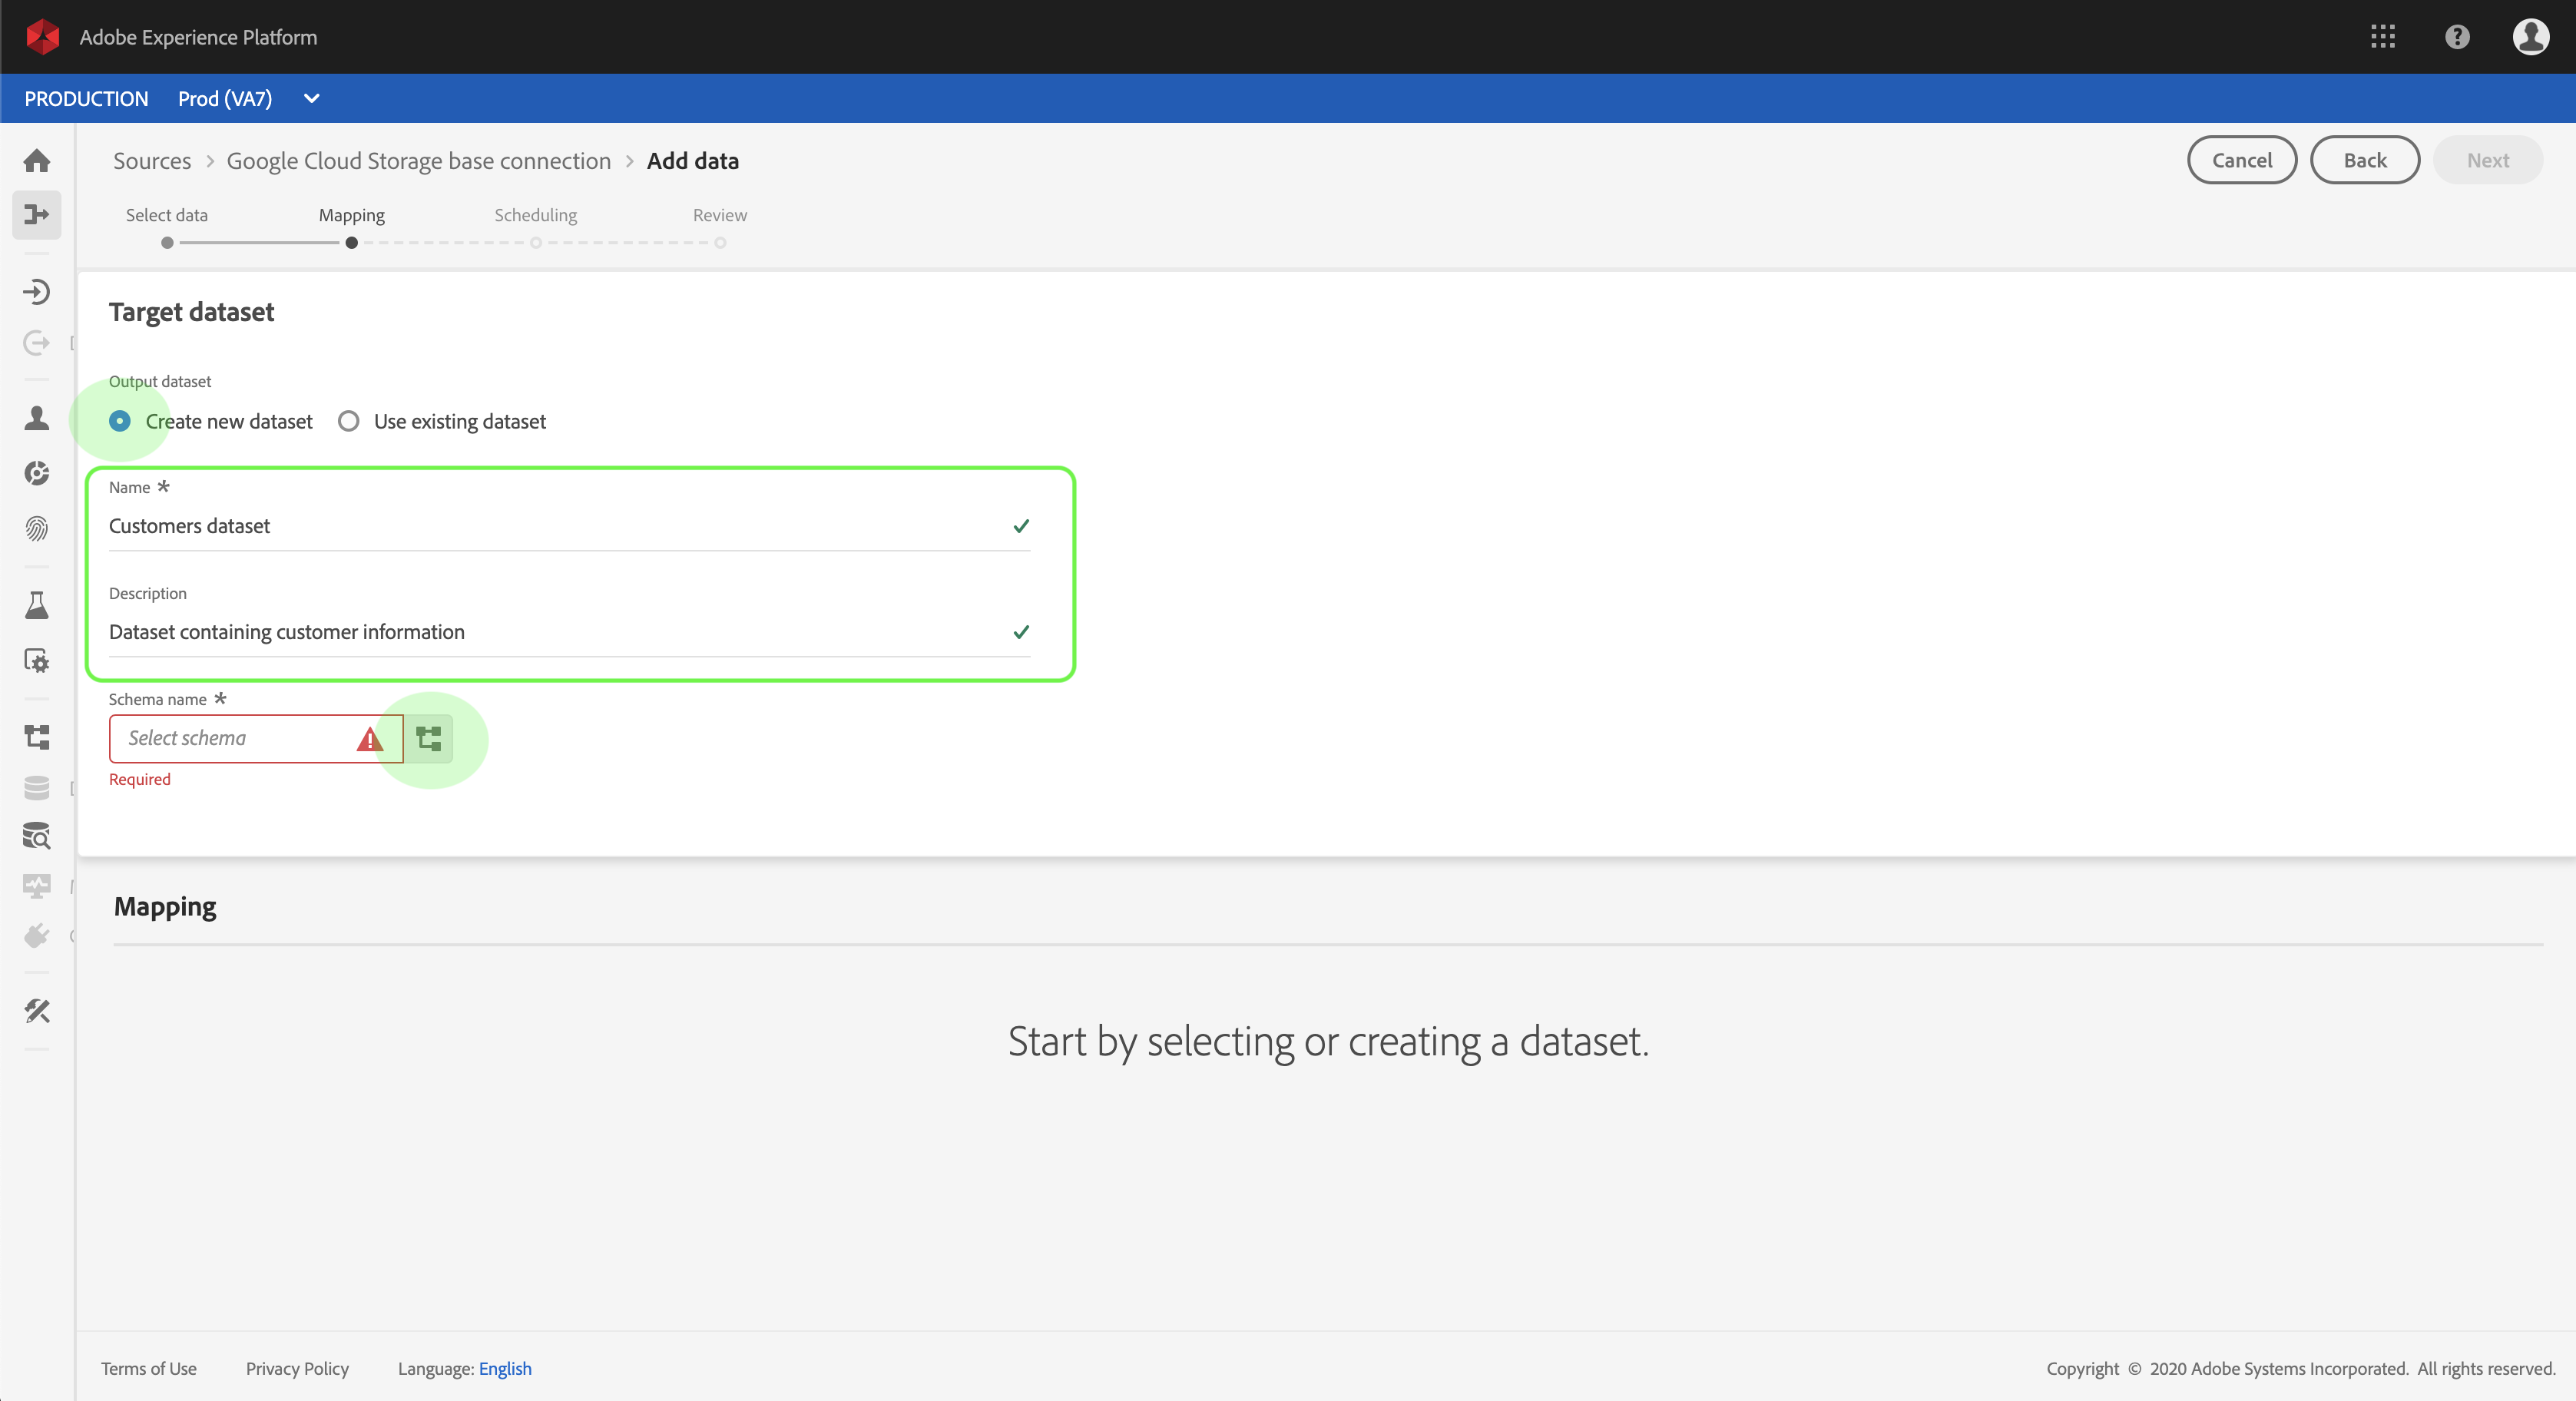 Adobe Experience Platform
PRODUCTION Prod (VA7)
Sources > Google Cloud Storage base connection > Add data
Cancel Back Next
Select data Mapping Scheduling Review
Target dataset
Output dataset
Create new dataset Use existing dataset
Name *
Customers dataset
Description
Dataset containing customer information
Schema name *
Select schema
Required
Mapping
Start by selecting or creating a dataset.
Terms of Use Privacy Policy Language: English
Copyright © 2020 Adobe Systems Incorporated. All rights reserved.